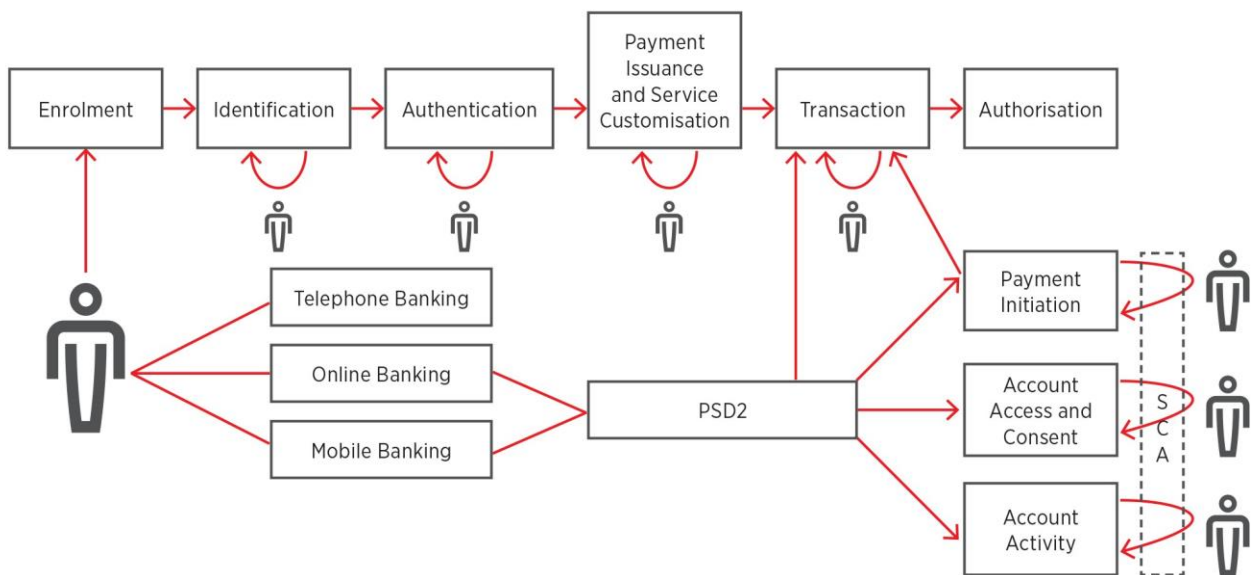 Enrolment
Identification
Authentication
Payment
Issuance
and Service
Customisation
Transaction
Authorisation
Telephone Banking
Online Banking
Mobile Banking
PSD2
Payment
Initiation
Account
Access and
Consent
Account
Activity
S
C
A